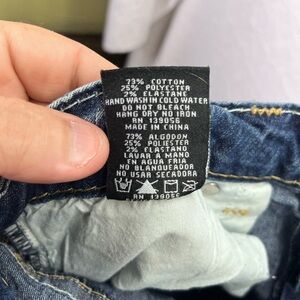 73% COTTON
25% POLYESTER
2% ELASTANE
HAND WASH IN COLD WATER
DO NOT BLEACH
HANG DRY NO IRON
RN 139056
MADE IN CHINA
73% ALGODON
25% POLIESTER
2% ELASTANO
LAVAR A MANO
EN AGUA FRIA
NO BLANQUEADOR
NO USAR SECADORA
RN 139056